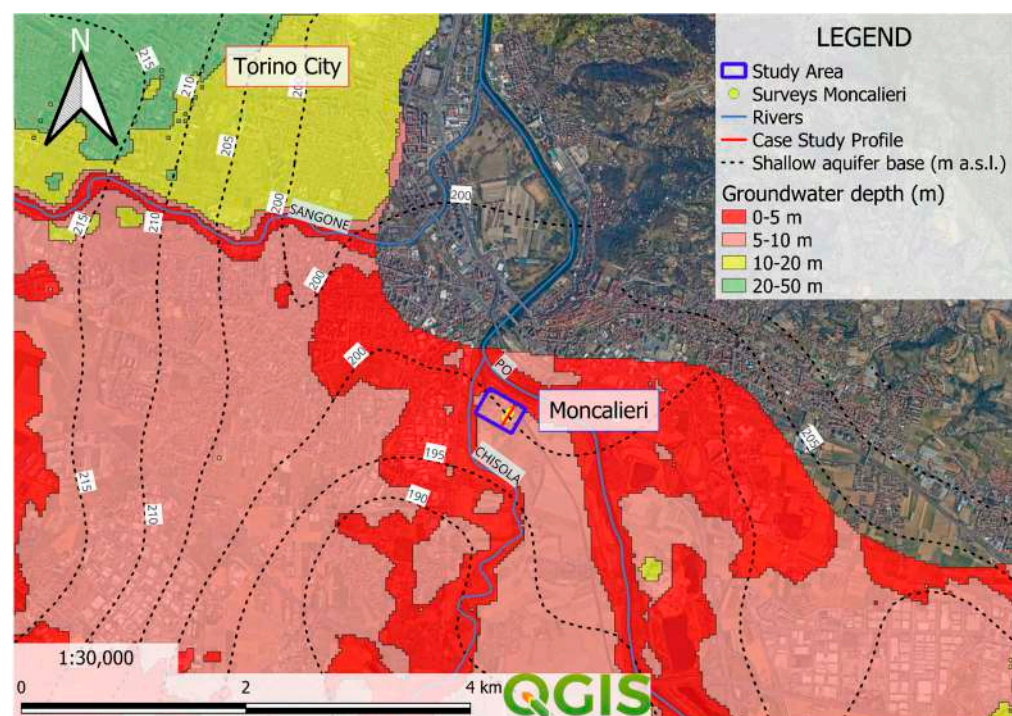 N
Torino City
215
210
205
205
200
200
SANGONE
215
210
200
200
PO
Moncalieri
CHISOLA
195
190
215
210
205
LEGEND
Study Area
Surveys Moncalieri
Rivers
Case Study Profile
Shallow aquifer base (m a.s.l.)
Groundwater depth (m)
0-5 m
5-10 m
10-20 m
20-50 m
1:30,000
0 2 4 km
QGIS